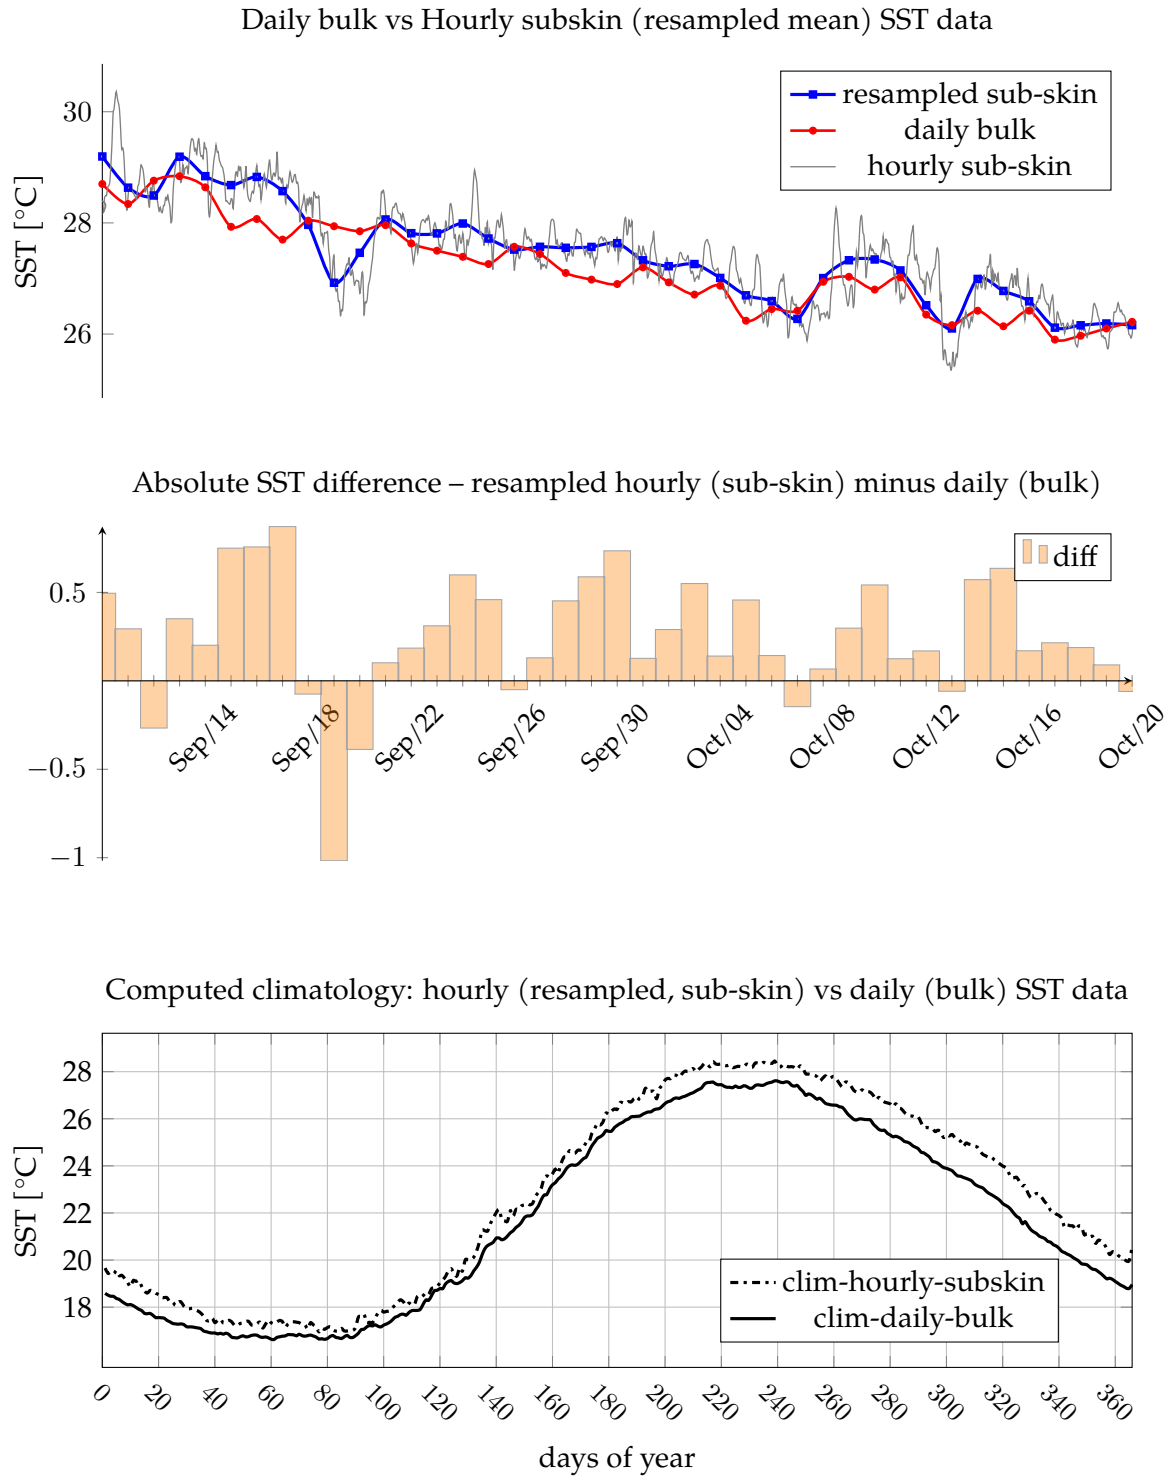 Daily bulk vs Hourly subskin (resampled mean) SST data
SST [°C]
30
28
26
resampled sub-skin
daily bulk
hourly sub-skin
Absolute SST difference – resampled hourly (sub-skin) minus daily (bulk)
0.5
−0.5
−1
diff
Sep/14
Sep/18
Sep/22
Sep/26
Sep/30
Oct/04
Oct/08
Oct/12
Oct/16
Oct/20
Computed climatology: hourly (resampled, sub-skin) vs daily (bulk) SST data
SST [°C]
28
26
24
22
20
18
clim-hourly-subskin
clim-daily-bulk
0 20 40 60 80 100 120 140 160 180 200 220 240 260 280 300 320 340 360
days of year